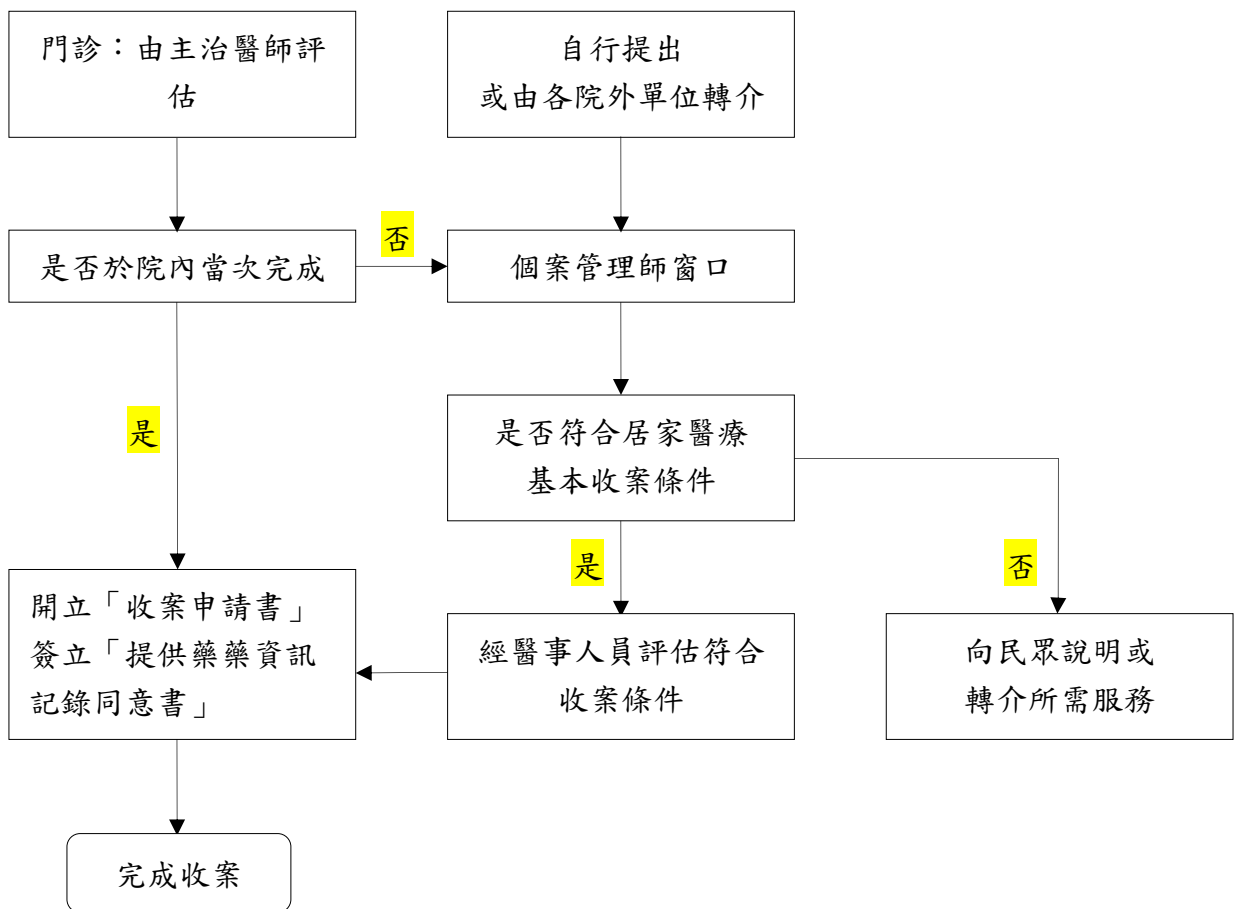 門診：由主治醫師評
估
自行提出
或由各院外單位轉介
是否於院內當次完成
否
個案管理師窗口
是
是否符合居家醫療
基本收案條件
是
否
開立「收案申請書」
簽立「提供藥藥資訊
記錄同意書」
經醫事人員評估符合
收案條件
向民眾說明或
轉介所需服務
完成收案